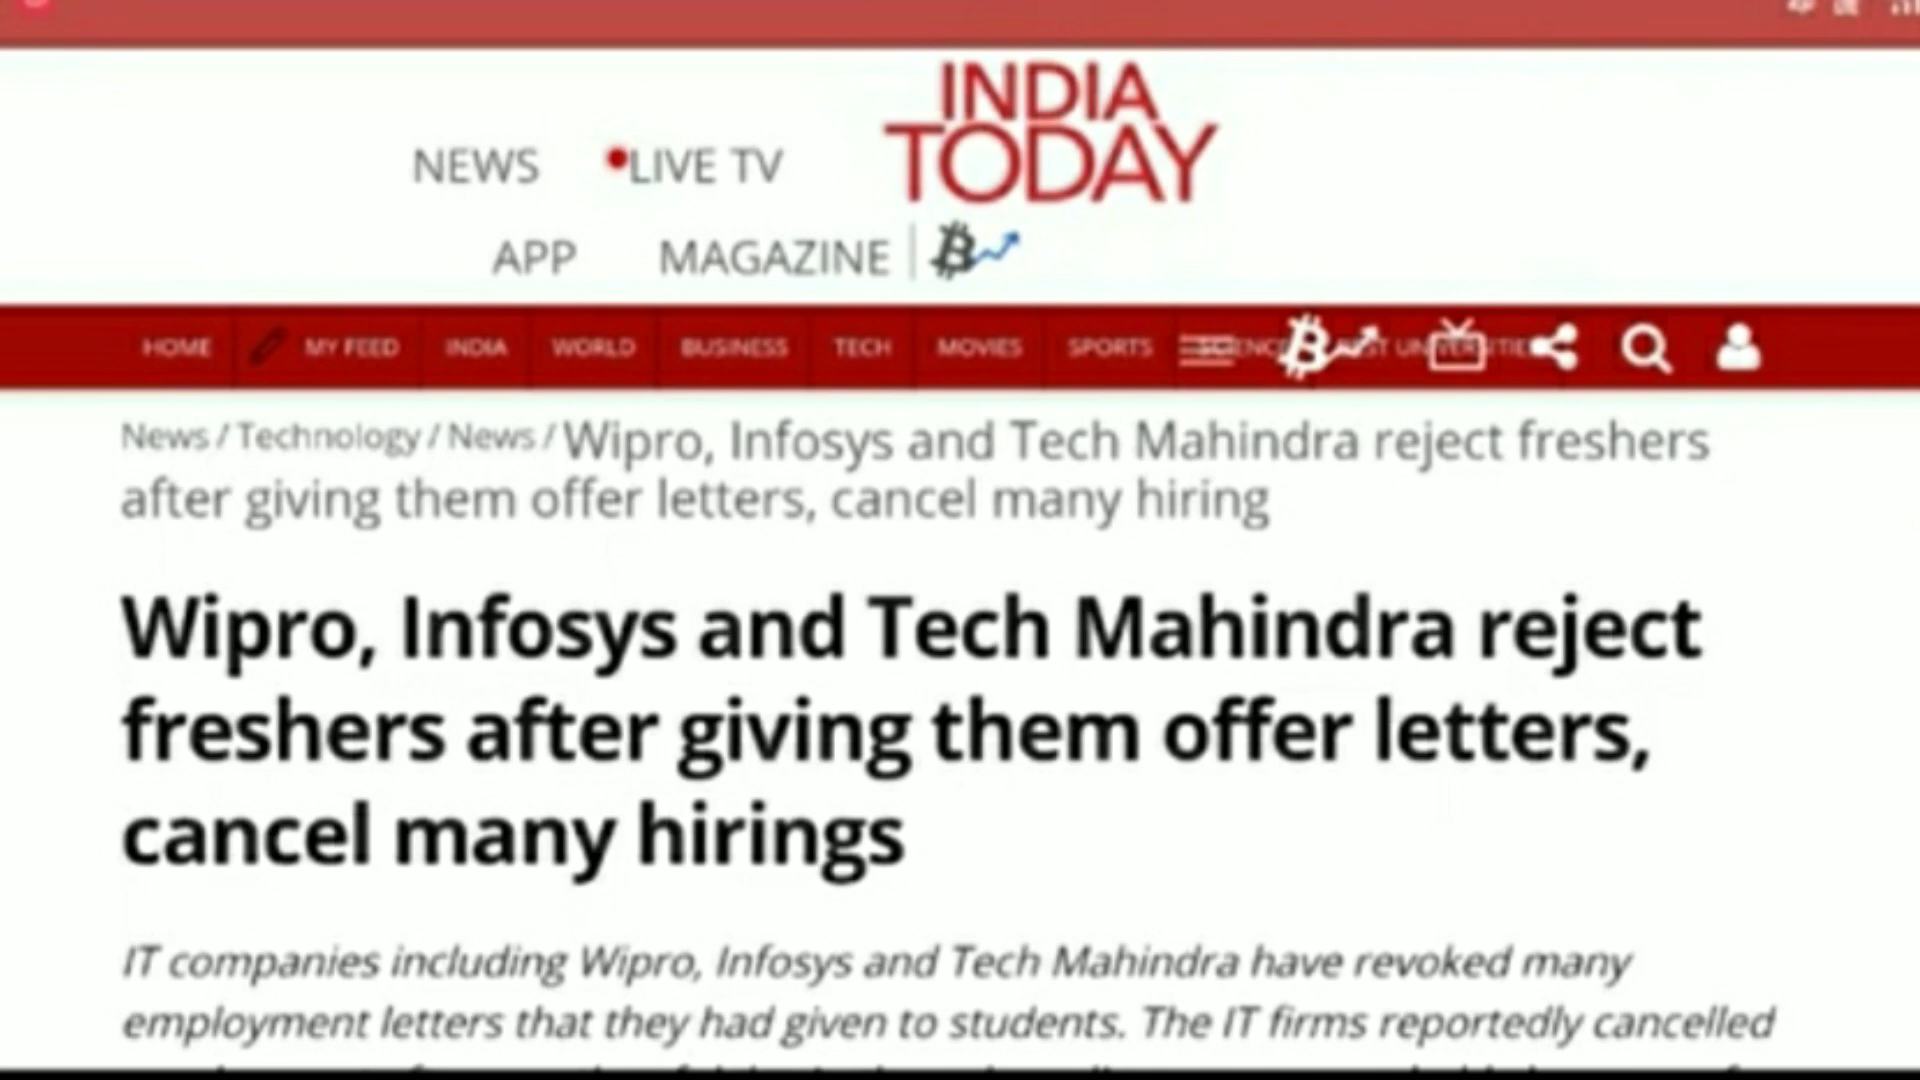 INDIA
TODAY
NEWS LIVE TV
APP MAGAZINE
HOME MY FEED INDIA WORLD BUSINESS TECH MOVIES SPORTS
News / Technology / News / Wipro, Infosys and Tech Mahindra reject freshers
after giving them offer letters, cancel many hiring
Wipro, Infosys and Tech Mahindra reject
freshers after giving them offer letters,
cancel many hirings
IT companies including Wipro, Infosys and Tech Mahindra have revoked many
employment letters that they had given to students. The IT firms reportedly cancelled